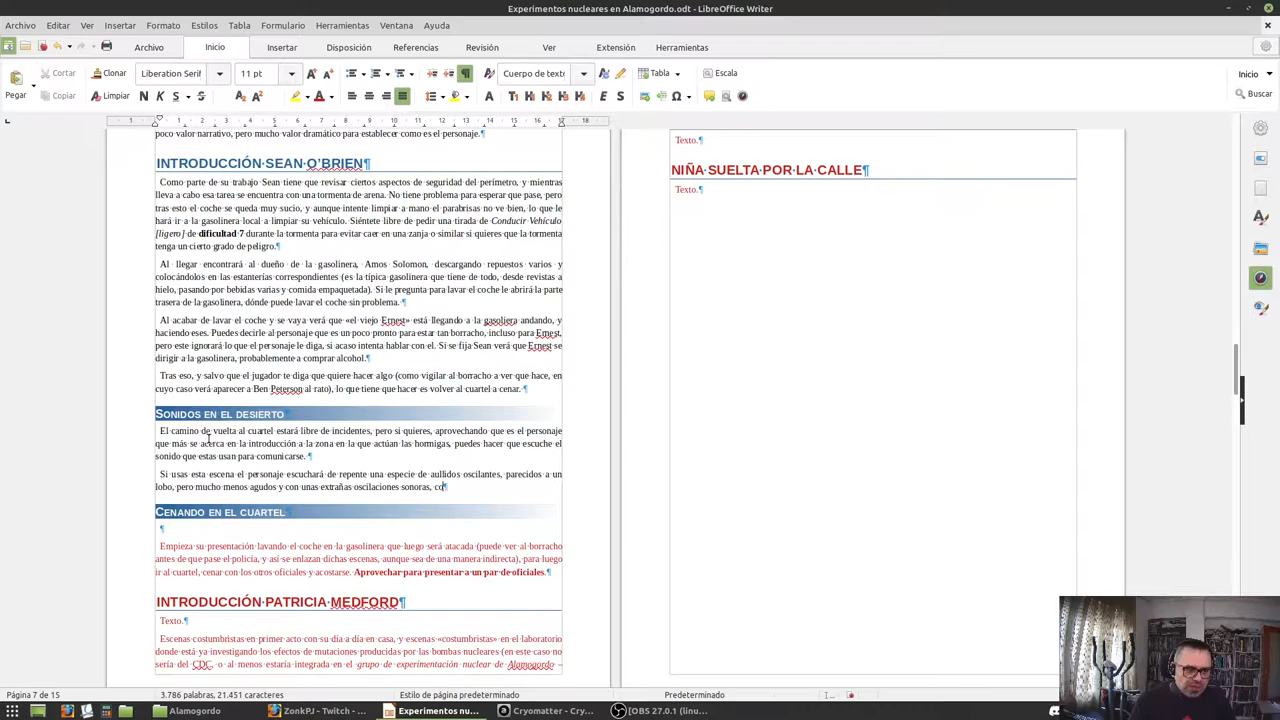 Experimentos nucleares en Alamogordo.odt - LibreOffice Writer
Archivo Editar Ver Insertar Formato Estilos Tabla Formulario Herramientas Ventana Ayuda
Archivo Inicio Insertar Disposición Referencias Revisión Ver Extensión Herramientas
Pegar
Cortar
Copiar
Clonar
Limpiar
Liberation Serif
11 pt
Cuerpo de texto
Tabla
Escala
Inicio
Buscar
poco valor narrativo, pero mucho valor dramático para establecer como es el personaje.¶
INTRODUCCIÓN·SEAN·O’BRIEN¶
Como parte de su trabajo Sean tiene que revisar ciertos aspectos de seguridad del perímetro, y mientras
lleva a cabo esa tarea se encuentra con una tormenta de arena. No tiene problema para esperar que pase, pero
tras esto el coche se queda muy sucio, y aunque intente limpiar a mano el parabrisas no ve bien, lo que le
hará ir a la gasolinera local a limpiar su vehículo. Siéntete libre de pedir una tirada de Conducir Vehículo
[ligero] de dificultad 7 durante la tormenta para evitar caer en una zanja o similar si quieres que la tormenta
tenga un cierto grado de peligro.¶
Al llegar encontrará al dueño de la gasolinera, Amos Solomon, descargando repuestos varios y
colocándolos en las estanterías correspondientes (es la típica gasolinera que tiene de todo, desde revistas a
hielo, pasando por bebidas varias y comida empaquetada). Si le pregunta para lavar el coche le abrirá la parte
trasera de la gasolinera, dónde puede lavar el coche sin problema. ¶
Al acabar de lavar el coche y se vaya verá que «el viejo Ernest» está llegando a la gasoliera andando, y
haciendo eses. Puedes decirle al personaje que es un poco pronto para estar tan borracho, incluso para Ernest,
pero este ignorará lo que el personaje le diga, si acaso intenta hablar con el. Si se fija Sean verá que Ernest se
dirigir a la gasolinera, probablemente a comprar alcohol.¶
Tras eso, y salvo que el jugador te diga que quiere hacer algo (como vigilar al borracho a ver que hace, en
cuyo caso verá aparecer a Ben Peterson al rato), lo que tiene que hacer es volver al cuartel a cenar. ¶
SONIDOS EN EL DESIERTO¶
El camino de vuelta al cuartel estará libre de incidentes, pero si quieres, aprovechando que es el personaje
que más se acerca en la introducción a la zona en la que actúan las hormigas, puedes hacer que escuche el
sonido que estas usan para comunicarse. ¶
Si usas esta escena el personaje escuchará de repente una especie de aullidos oscilantes, parecidos a un
lobo, pero mucho menos agudos y con unas extrañas oscilaciones sonoras, co¶
CENANDO EN EL CUARTEL¶
¶
Empieza su presentación lavando el coche en la gasolinera que luego será atacada (puede ver al borracho
antes de que pase el policía, y así se enlazan dichas escenas, aunque sea de una manera indirecta), para luego
ir al cuartel, cenar con los otros oficiales y acostarse. Aprovechar para presentar a un par de oficiales.¶
INTRODUCCIÓN·PATRICIA·MEDFORD¶
Texto.¶
Escenas costumbristas en primer acto con su día a día en casa, y escenas «costumbristas» en el laboratorio
donde está ya investigando los efectos de mutaciones producidas por las bombas nucleares (en este caso no
sería del CDC, o al menos estaría integrada en el grupo de experimentación nuclear de Alamogordo –
Texto.¶
NIÑA·SUELTA·POR·LA·CALLE¶
Texto.¶
Página 7 de 15 3.786 palabras, 21.451 caracteres Estilo de página predeterminado Predeterminado
Alamogordo ZonkPJ - Twitch - ... Experimentos nu... Cryomatter - Cry... [OBS 27.0.1 (linu...